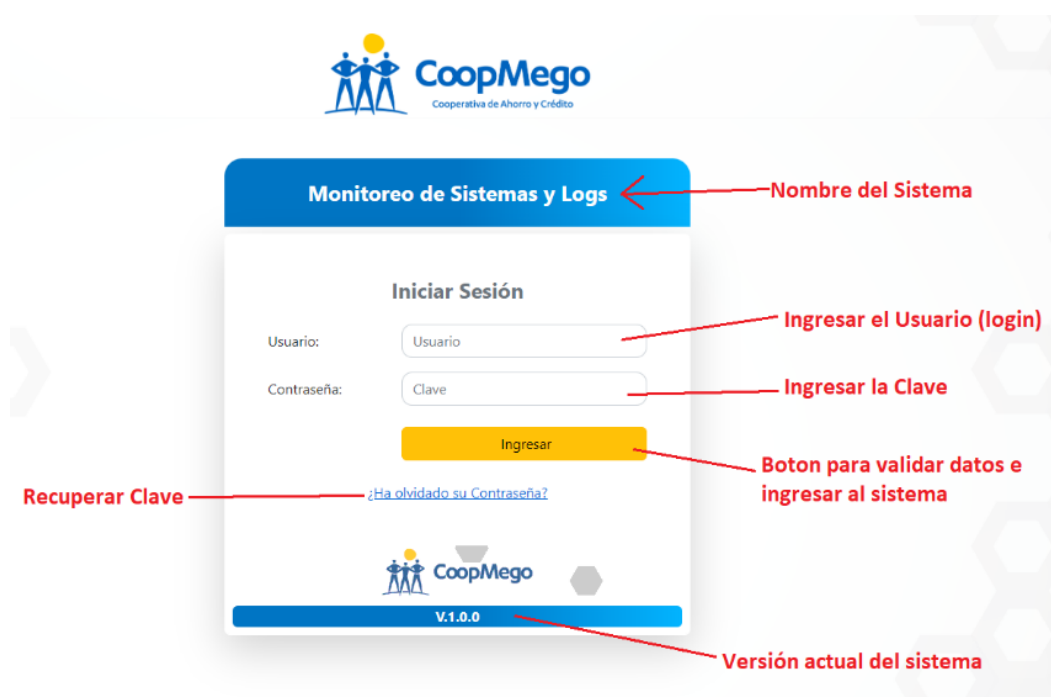 CoopMego
Cooperativa de Ahorro y Crédito
Monitoreo de Sistemas y Logs
Nombre del Sistema
Iniciar Sesión
Usuario:
Usuario
Ingresar el Usuario (login)
Contraseña:
Clave
Ingresar la Clave
Ingresar
Boton para validar datos e
ingresar al sistema
Recuperar Clave
¿Ha olvidado su Contraseña?
CoopMego
V.1.0.0
Versión actual del sistema